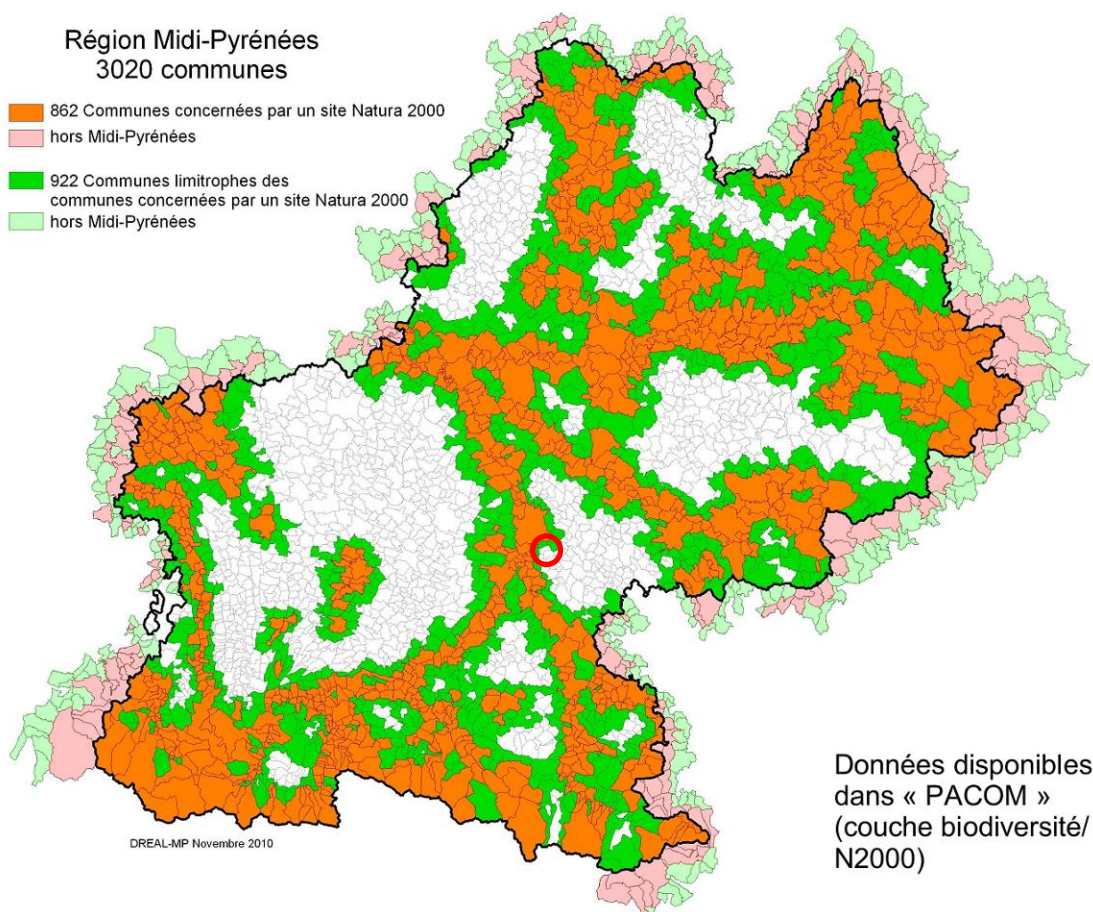 Région Midi-Pyrénées
3020 communes
862 Communes concernées par un site Natura 2000
hors Midi-Pyrénées
922 Communes limitrophes des
communes concernées par un site Natura 2000
hors Midi-Pyrénées
Données disponibles
dans « PACOM »
(couche biodiversité/
N2000)
DREAL-MP Novembre 2010